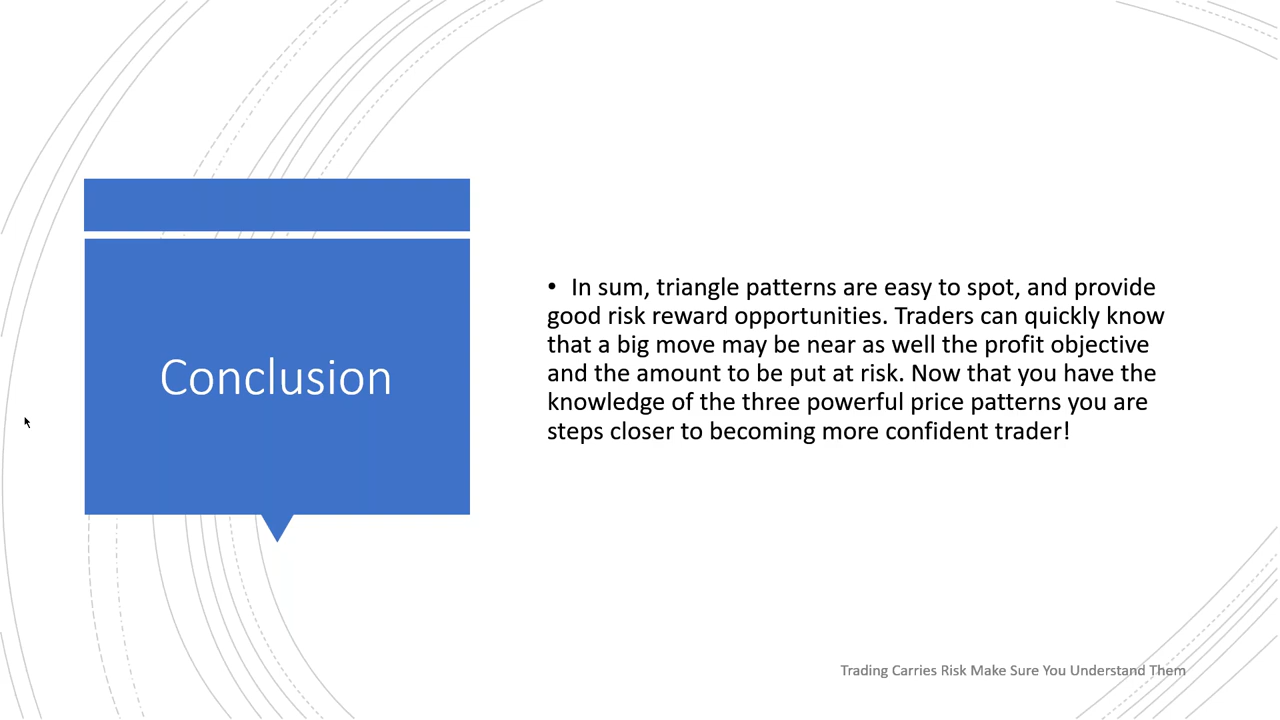 Conclusion
• In sum, triangle patterns are easy to spot, and provide
good risk reward opportunities. Traders can quickly know
that a big move may be near as well the profit objective
and the amount to be put at risk. Now that you have the
knowledge of the three powerful price patterns you are
steps closer to becoming more confident trader!
Trading Carries Risk Make Sure You Understand Them